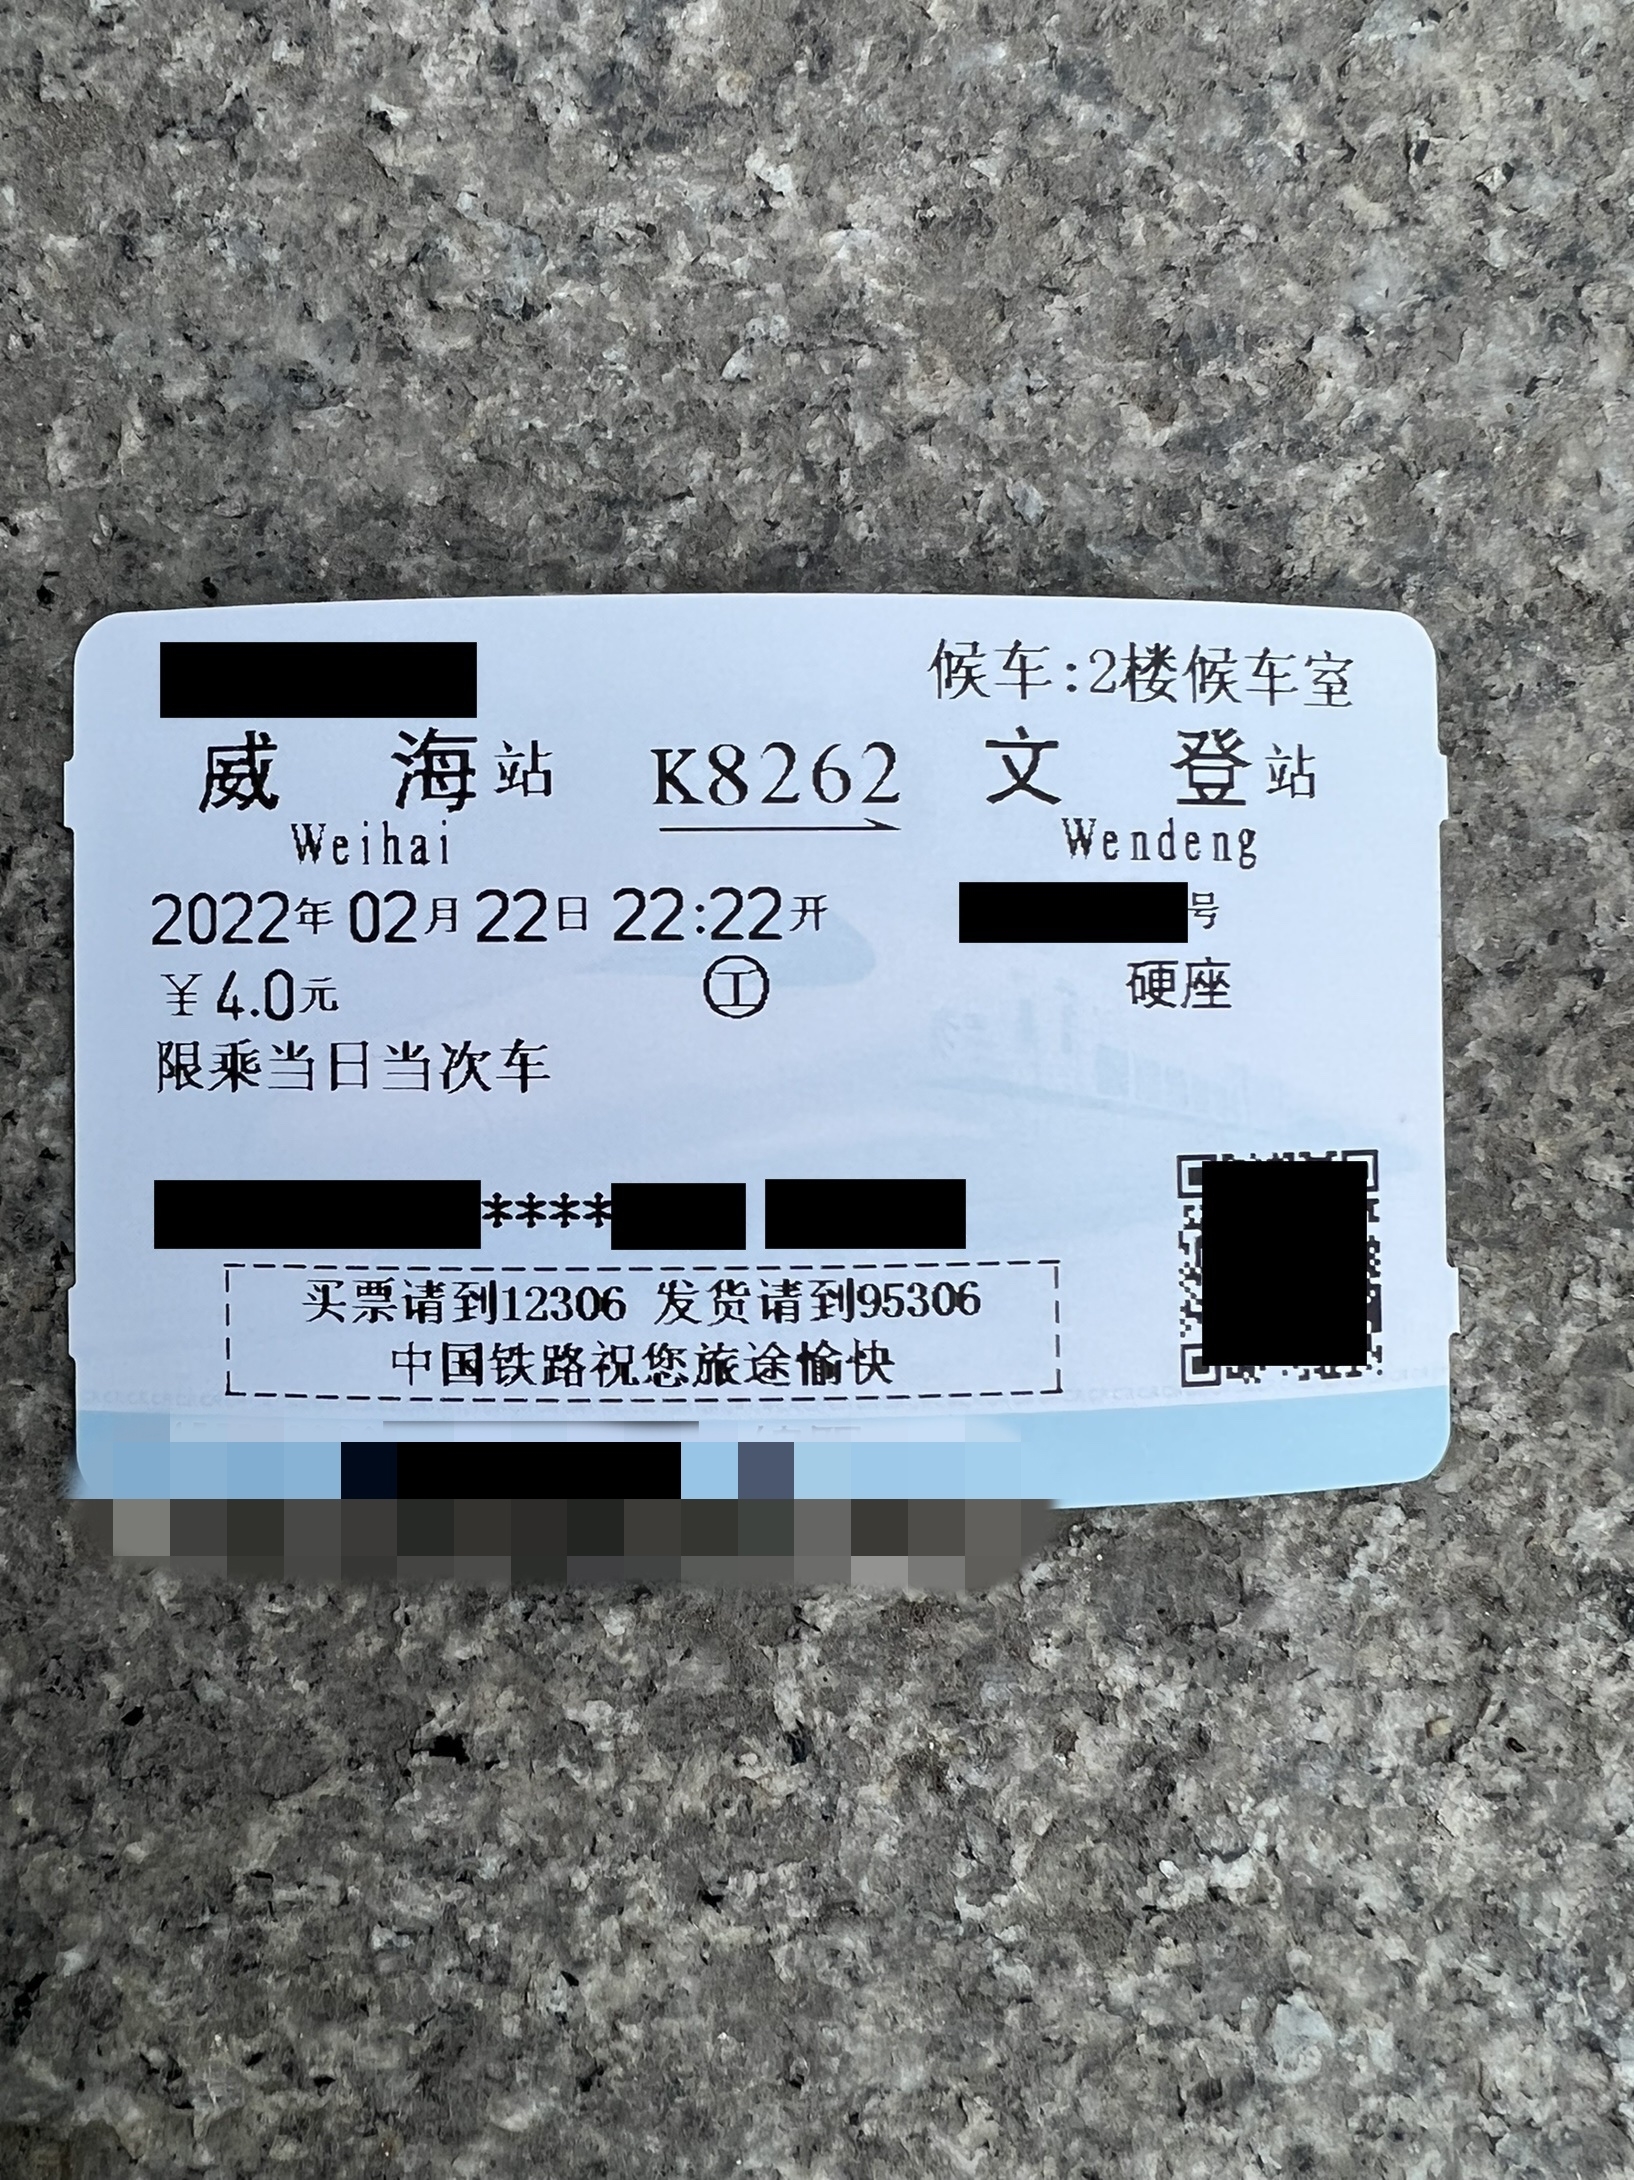 候车:2楼候车室
威海站 K8262 文登站
Weihai Wendeng
2022年02月22日 22:22开 号
¥4.0元 工 硬座
限乘当日当次车
****
买票请到12306 发货请到95306
中国铁路祝您旅途愉快